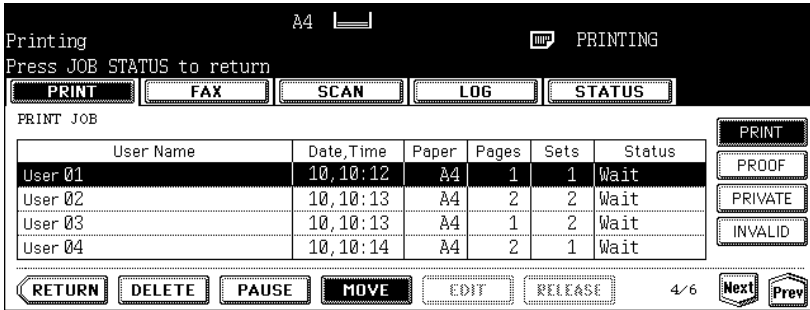 A4
Printing PRINTING
Press JOB STATUS to return
PRINT FAX SCAN LOG STATUS
PRINT JOB
PRINT
User Name Date,Time Paper Pages Sets Status
User 01 10,10:12 A4 1 1 Wait
PROOF
User 02 10,10:13 A4 2 2 Wait
PRIVATE
User 03 10,10:13 A4 1 2 Wait
INVALID
User 04 10,10:14 A4 2 1 Wait
RETURN DELETE PAUSE MOVE EDIT RELEASE 4/6 Next Prev